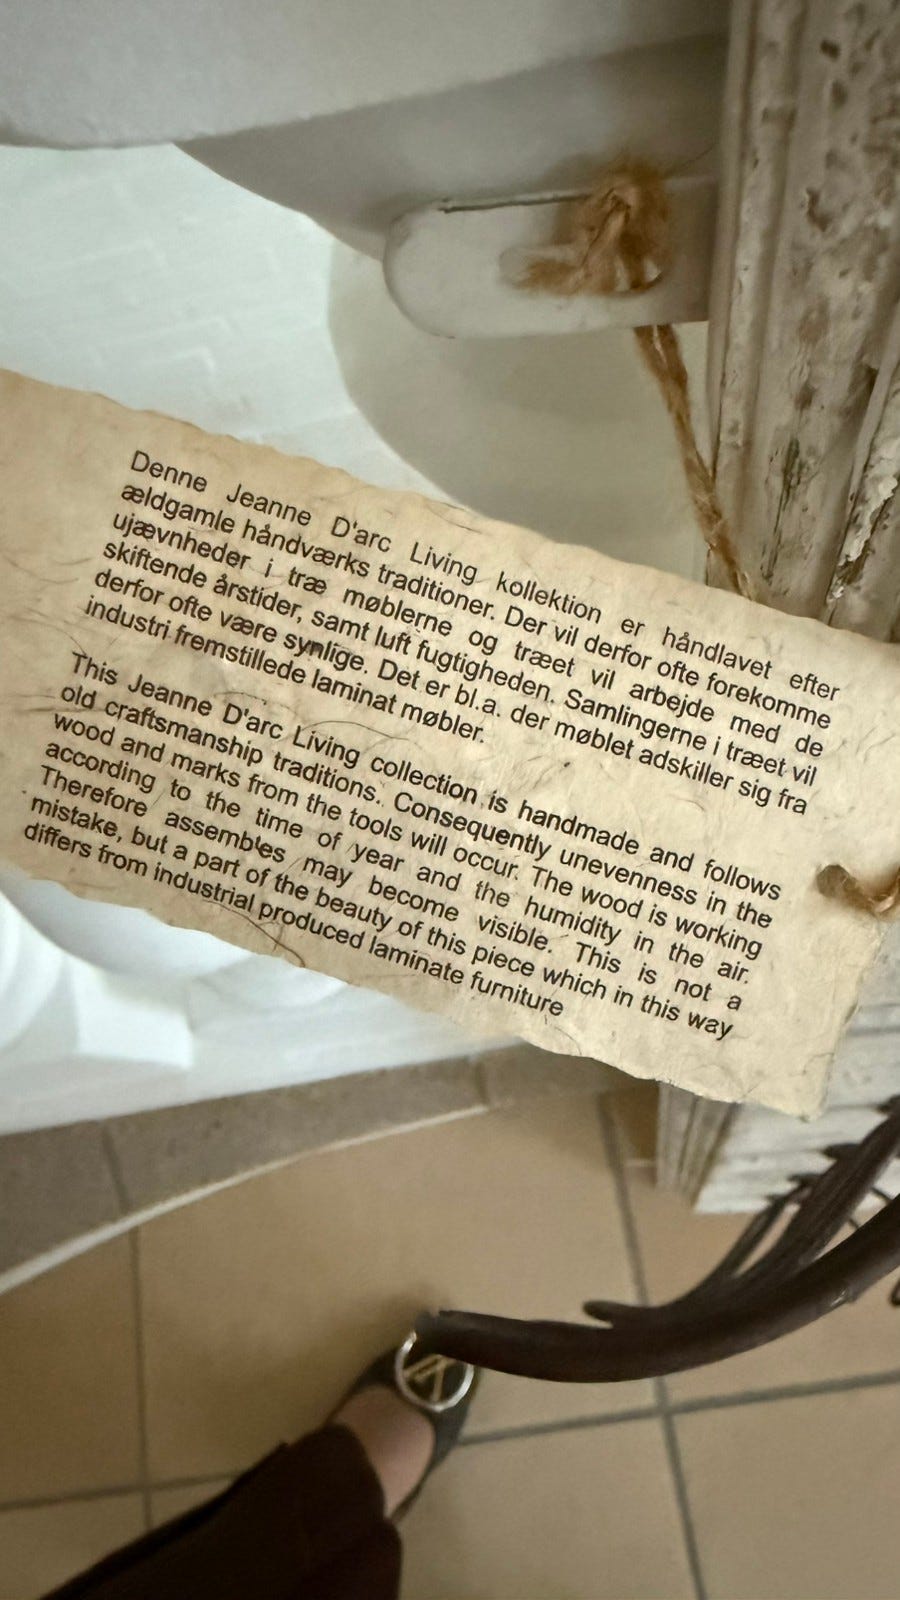 Denne Jeanne D'arc Living kollektion er håndlavet efter
ældgamle håndværks traditioner. Der vil derfor ofte forekomme
ujævnheder i træ møblerne og træet vil arbejde med de
skiftende årstider, samt luft fugtigheden. Samlingerne i træet vil
derfor ofte være synlige. Det er bl.a. der møblet adskiller sig fra
industri fremstillede laminat møbler.
This Jeanne D'arc Living collection is handmade and follows
old craftsmanship traditions. Consequently unevenness in the
wood and marks from the tools will occur. The wood is working
according to the time of year and the humidity in the air.
Therefore assembles may become visible. This is not a
mistake, but a part of the beauty of this piece which in this way
differs from industrial produced laminate furniture